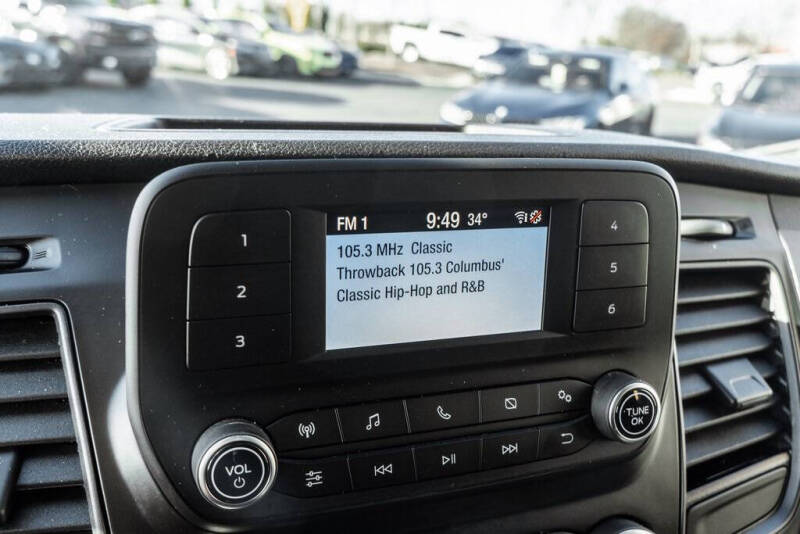 FM 1 9:49 34°
105.3 MHz Classic
Throwback 105.3 Columbus'
Classic Hip-Hop and R&B
1
2
3
4
5
6
VOL
TUNE
OK